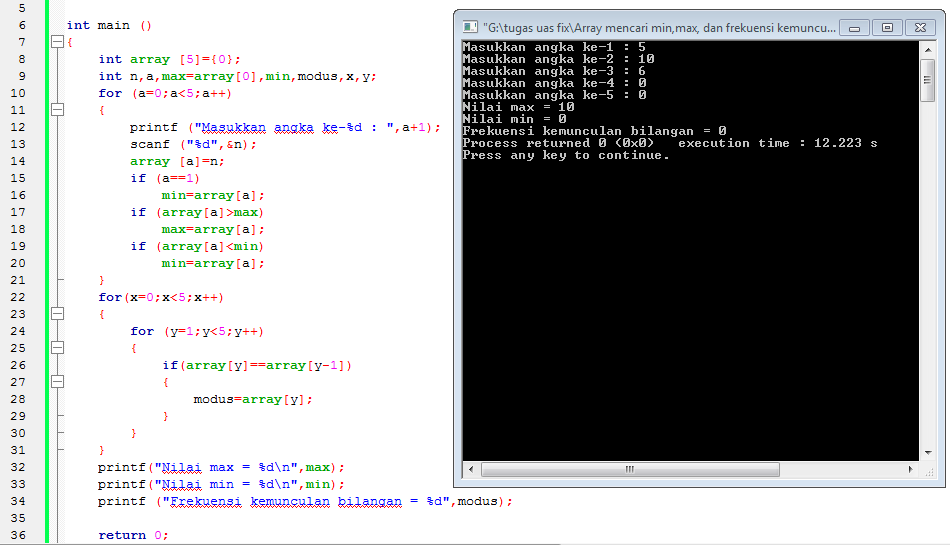 5
6 int main ()
7 {
8 int array [5]={0};
9 int n,a,max=array[0],min,modus,x,y;
10 for (a=0;a<5;a++)
11 {
12 printf ("Masukkan angka ke-%d : ",a+1);
13 scanf ("%d",&n);
14 array [a]=n;
15 if (a==1)
16 min=array[a];
17 if (array[a]>max)
18 max=array[a];
19 if (array[a]<min)
20 min=array[a];
21 }
22 for(x=0;x<5;x++)
23 {
24 for (y=1;y<5;y++)
25 {
26 if(array[y]==array[y-1])
27 {
28 modus=array[y];
29 }
30 }
31 }
32 printf("Nilai max = %d\n",max);
33 printf("Nilai min = %d\n",min);
34 printf ("Frekuensi kemunculan bilangan = %d",modus);
35
36 return 0;
"G:\tugas uas fix\Array mencari min,max, dan frekuensi kemuncu...
Masukkan angka ke-1 : 5
Masukkan angka ke-2 : 10
Masukkan angka ke-3 : 6
Masukkan angka ke-4 : 0
Masukkan angka ke-5 : 0
Nilai max = 10
Nilai min = 0
Frekuensi kemunculan bilangan = 0
Process returned 0 (0x0) execution time : 12.223 s
Press any key to continue.